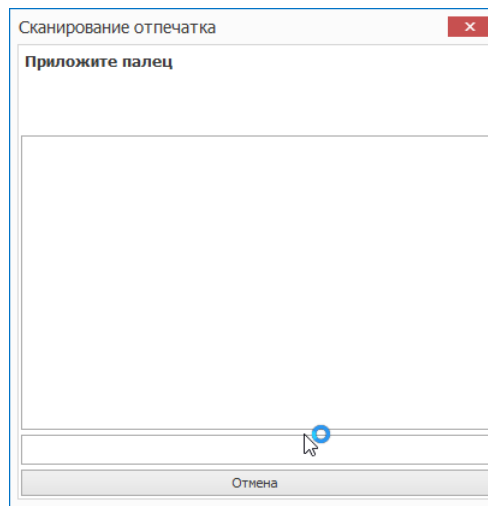 Сканирование отпечатка
Приложите палец
Отмена